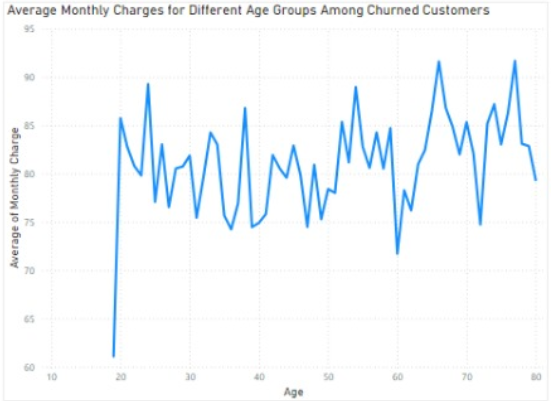 Average Monthly Charges for Different Age Groups Among Churned Customers
95
90
85
80
75
70
65
60
Average of Monthly Charge
10 20 30 40 50 60 70 80
Age